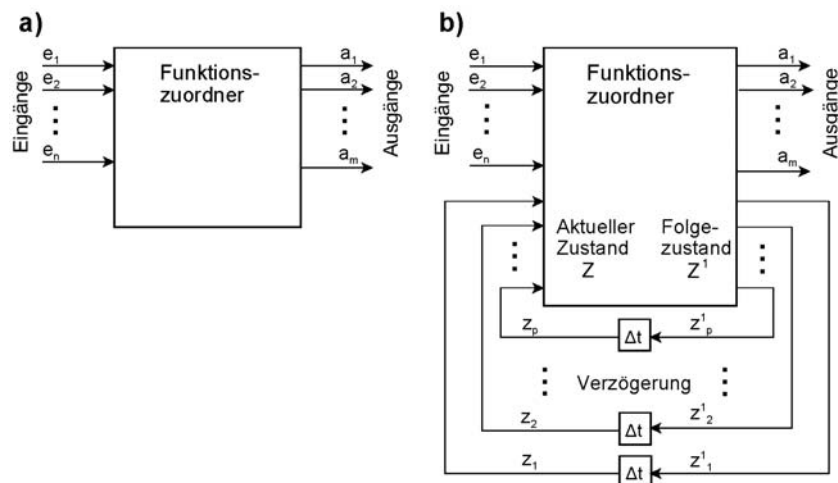 a)
Eingänge
e1
e2
en
Funktions-
zuordner
a1
a2
am
Ausgänge
b)
Eingänge
e1
e2
en
Funktions-
zuordner
a1
a2
am
Ausgänge
Aktueller
Zustand
Z
Folge-
zustand
Z¹
zp
Δt
z¹p
Verzögerung
z2
Δt
z¹2
z1
Δt
z¹1